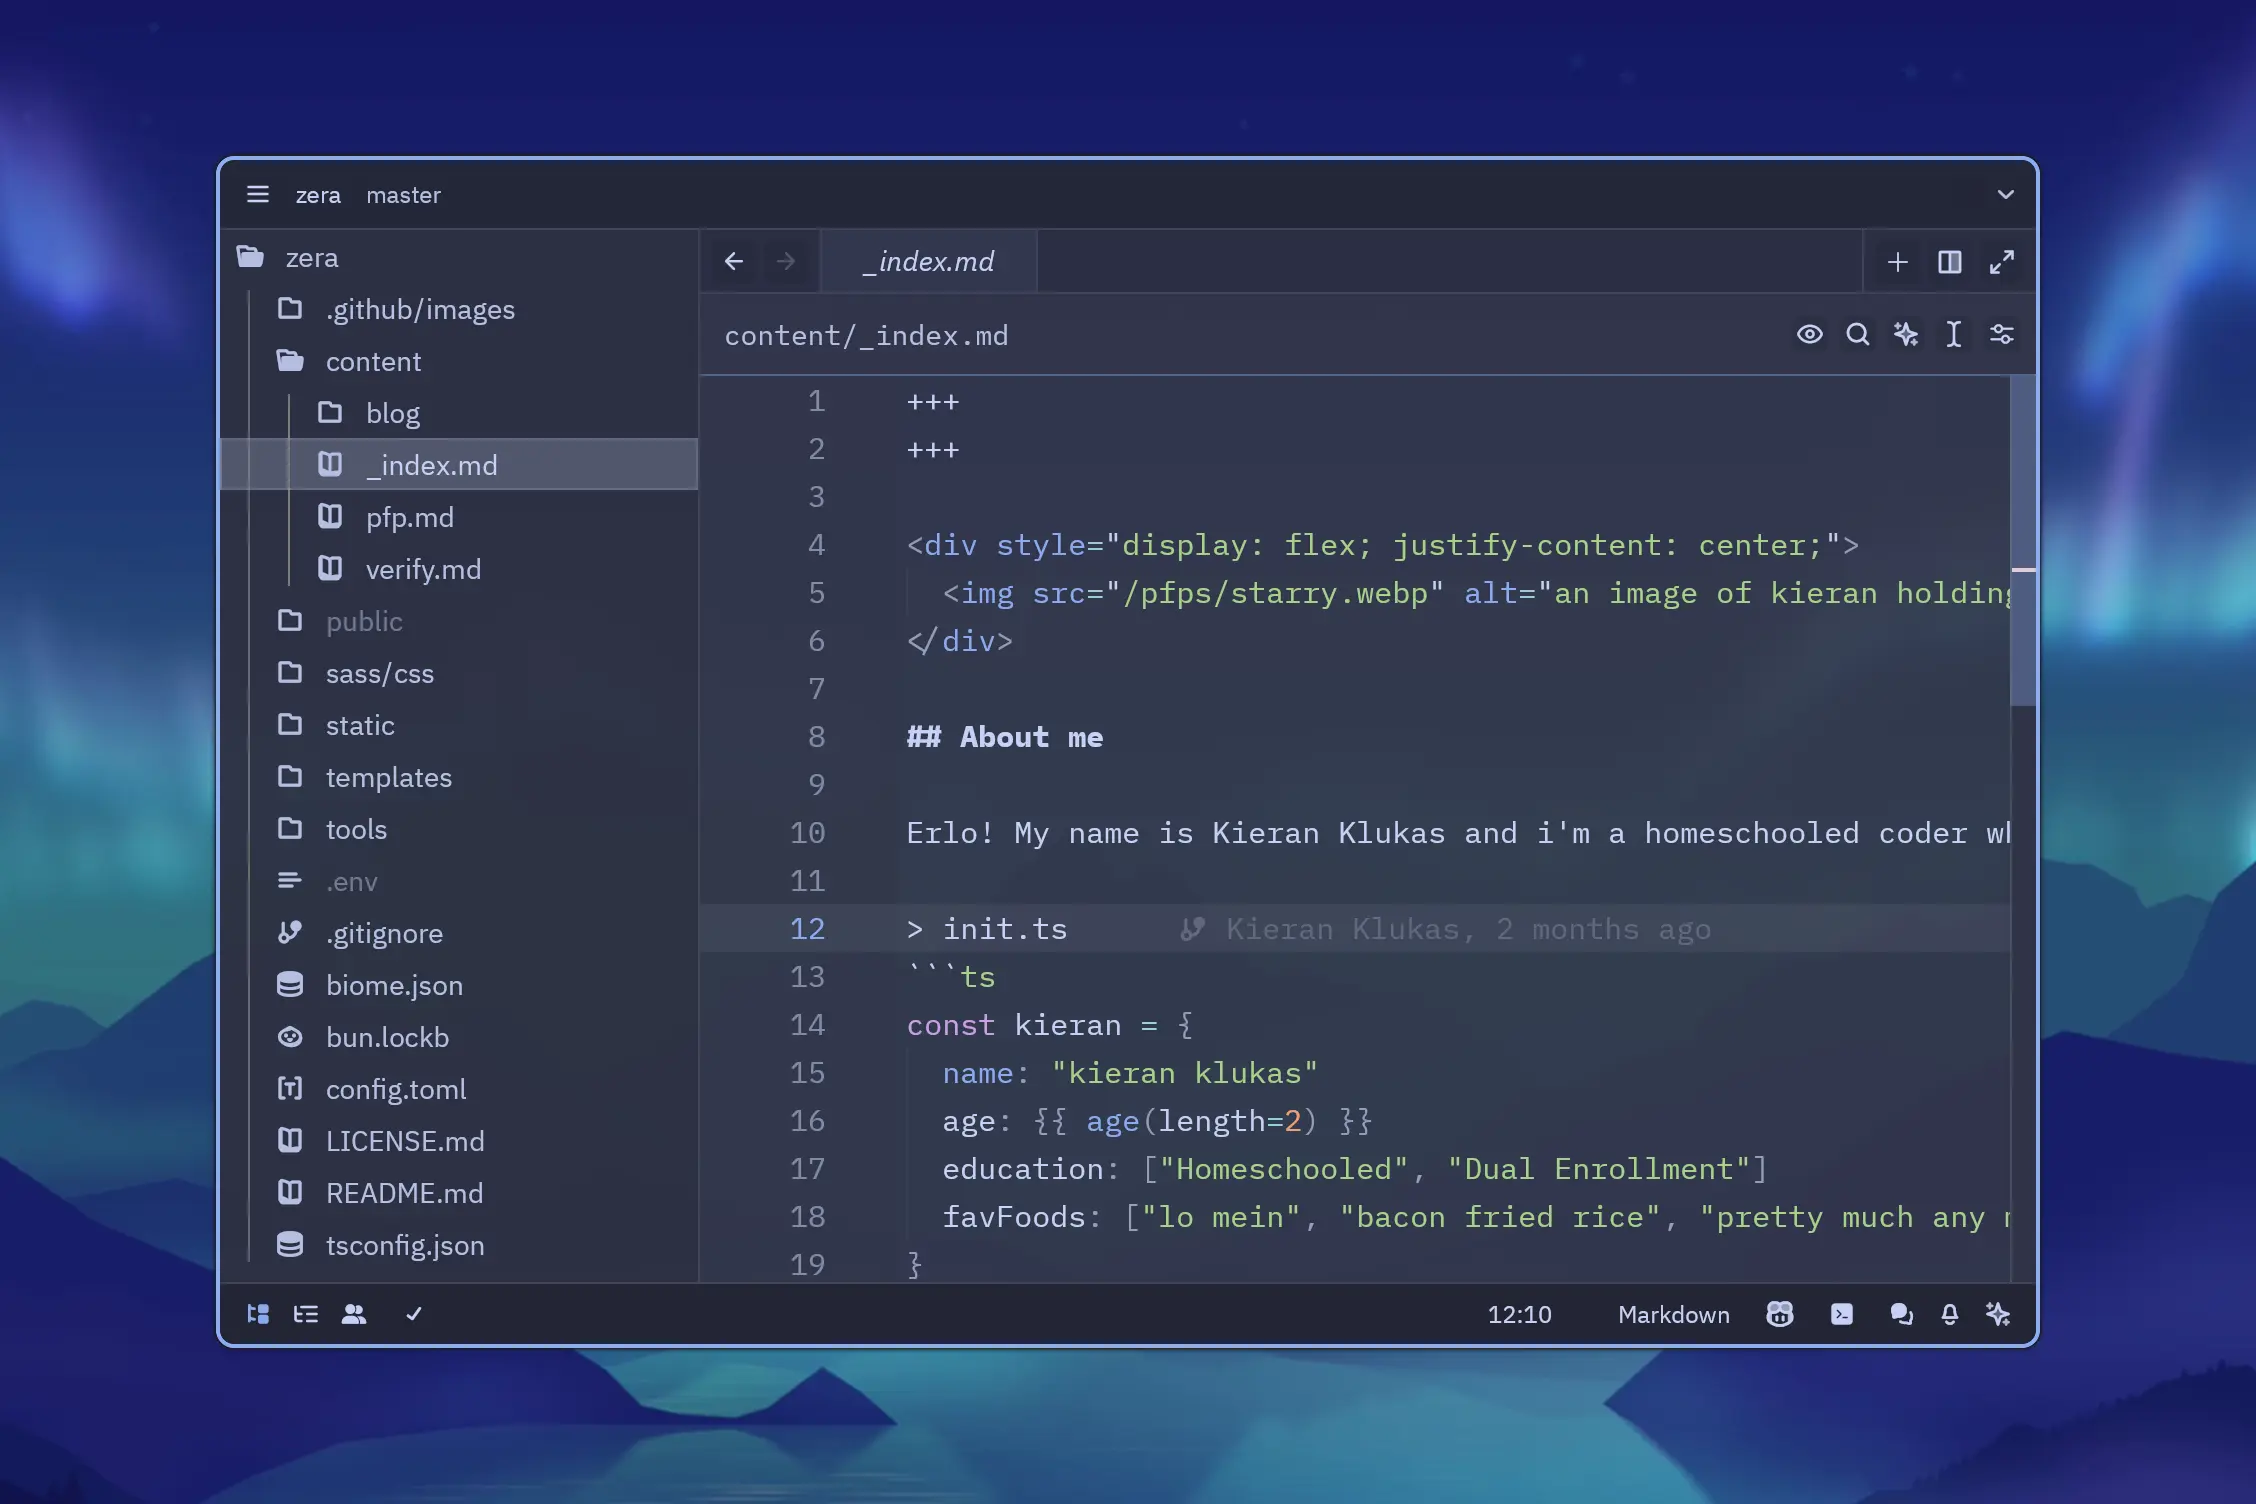 zera master
zera
.github/images
content
blog
_index.md
pfp.md
verify.md
public
sass/css
static
templates
tools
.env
.gitignore
biome.json
bun.lockb
config.toml
LICENSE.md
README.md
tsconfig.json
_index.md
content/_index.md
1 +++
2 +++
3
4 <div style="display: flex; justify-content: center;">
5 <img src="/pfps/starry.webp" alt="an image of kieran holding
6 </div>
7
8 ## About me
9
10 Erlo! My name is Kieran Klukas and i'm a homeschooled coder
11
12 > init.ts Kieran Klukas, 2 months ago
13 ```ts
14 const kieran = {
15 name: "kieran klukas"
16 age: {{ age(length=2) }}
17 education: ["Homeschooled", "Dual Enrollment"]
18 favFoods: ["lo mein", "bacon fried rice", "pretty much any
19 }
12:10 Markdown